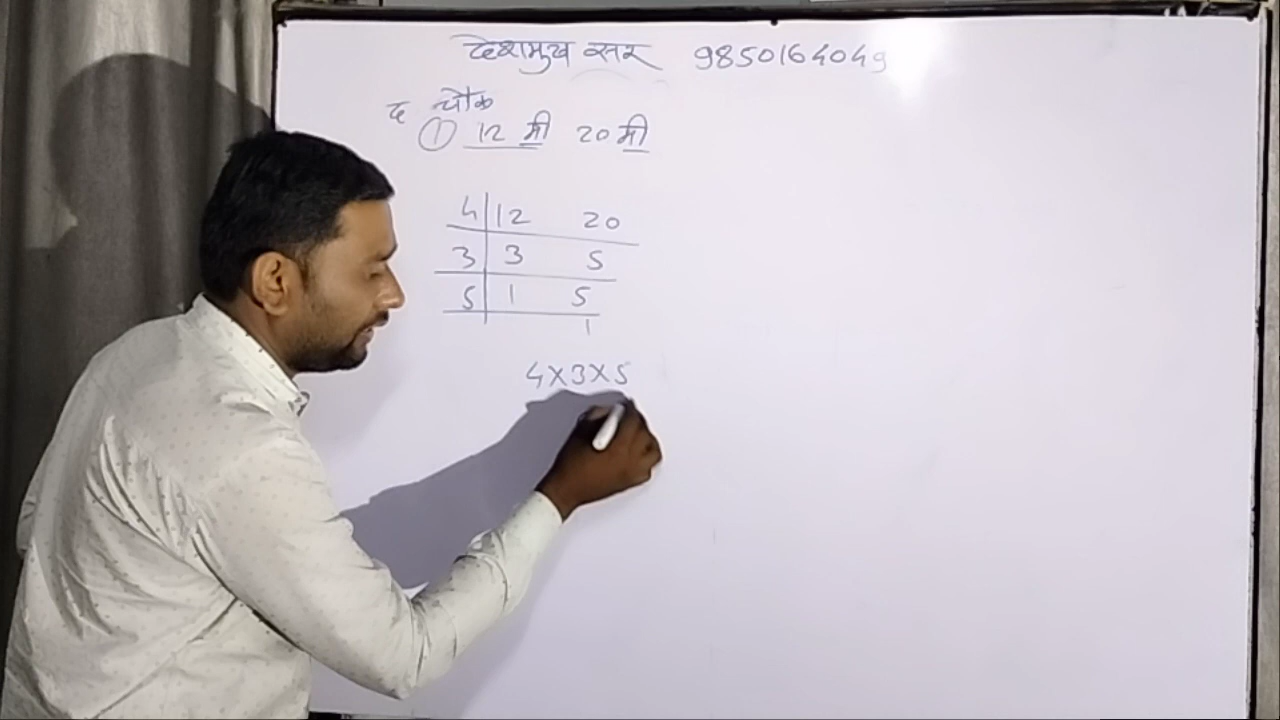 देशमुख सर 9850164049
द चौक
① 12 मी 20 मी
4 12 20
3 3 5
5 1 5
1
4×3×5